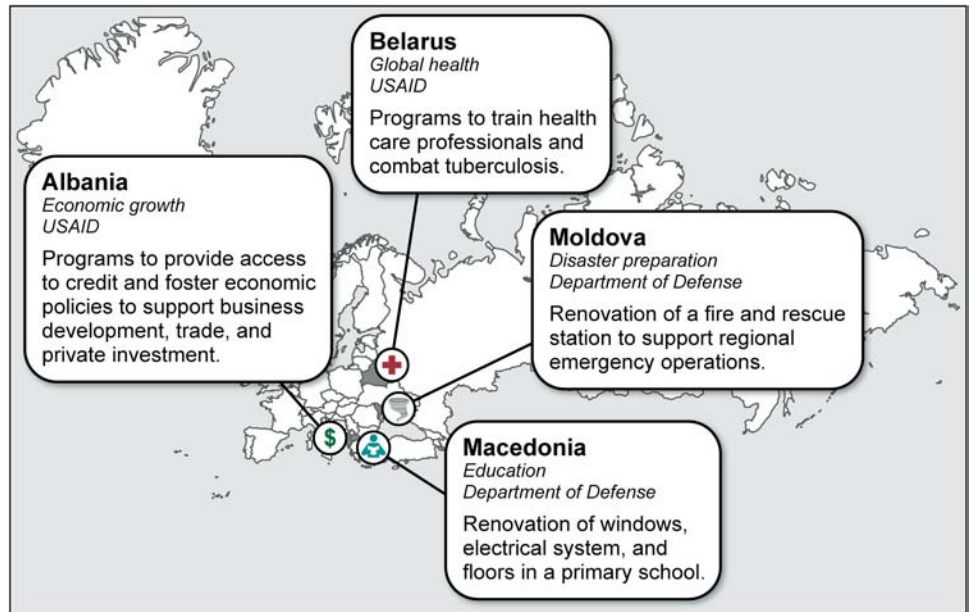 Belarus
Global health
USAID
Programs to train health
care professionals and
combat tuberculosis.
Albania
Economic growth
USAID
Programs to provide access
to credit and foster economic
policies to support business
development, trade, and
private investment.
Moldova
Disaster preparation
Department of Defense
Renovation of a fire and rescue
station to support regional
emergency operations.
$
Macedonia
Education
Department of Defense
Renovation of windows,
electrical system, and
floors in a primary school.